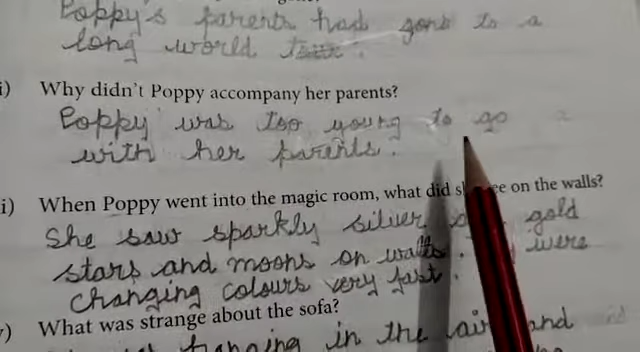 Poppy's parents had gone to a
long world tour.
i) Why didn't Poppy accompany her parents?
Poppy was too young to go
with her parents.
i) When Poppy went into the magic room, what did on the walls?
She saw sparkly silver gold
stars and moons on walls. were
changing colours very fast.
) What was strange about the sofa?
hanging in the air and